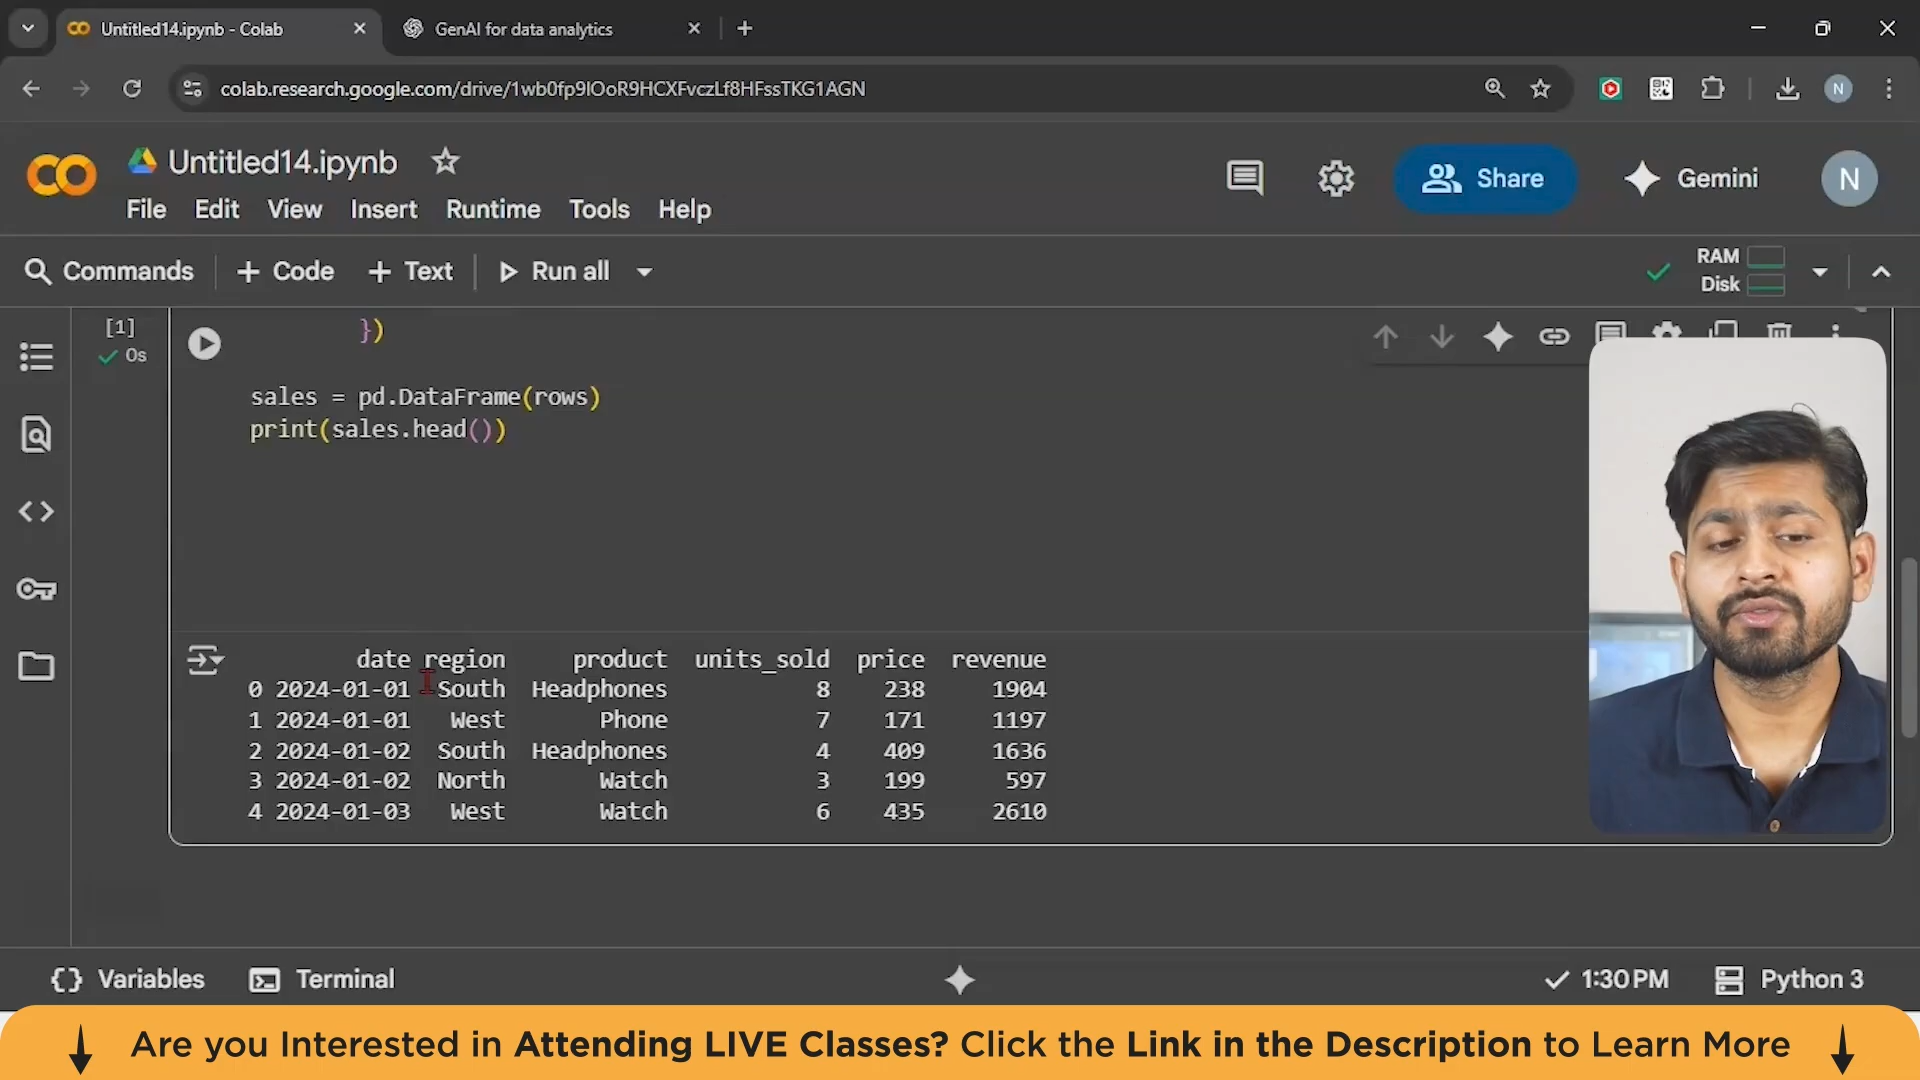 Untitled14.ipynb - Colab
GenAI for data analytics
colab.research.google.com/drive/1wb0fp9lOoR9HCXFvczLf8HFssTKG1AGN
N
Untitled14.ipynb
Share
Gemini
N
File Edit View Insert Runtime Tools Help
Commands + Code + Text Run all
RAM
Disk
[1]
0s
})
sales = pd.DataFrame(rows)
print(sales.head())
date region product units_sold price revenue
0 2024-01-01 South Headphones 8 238 1904
1 2024-01-01 West Phone 7 171 1197
2 2024-01-02 South Headphones 4 409 1636
3 2024-01-02 North Watch 3 199 597
4 2024-01-03 West Watch 6 435 2610
Variables Terminal
1:30 PM Python 3
Are you Interested in Attending LIVE Classes? Click the Link in the Description to Learn More